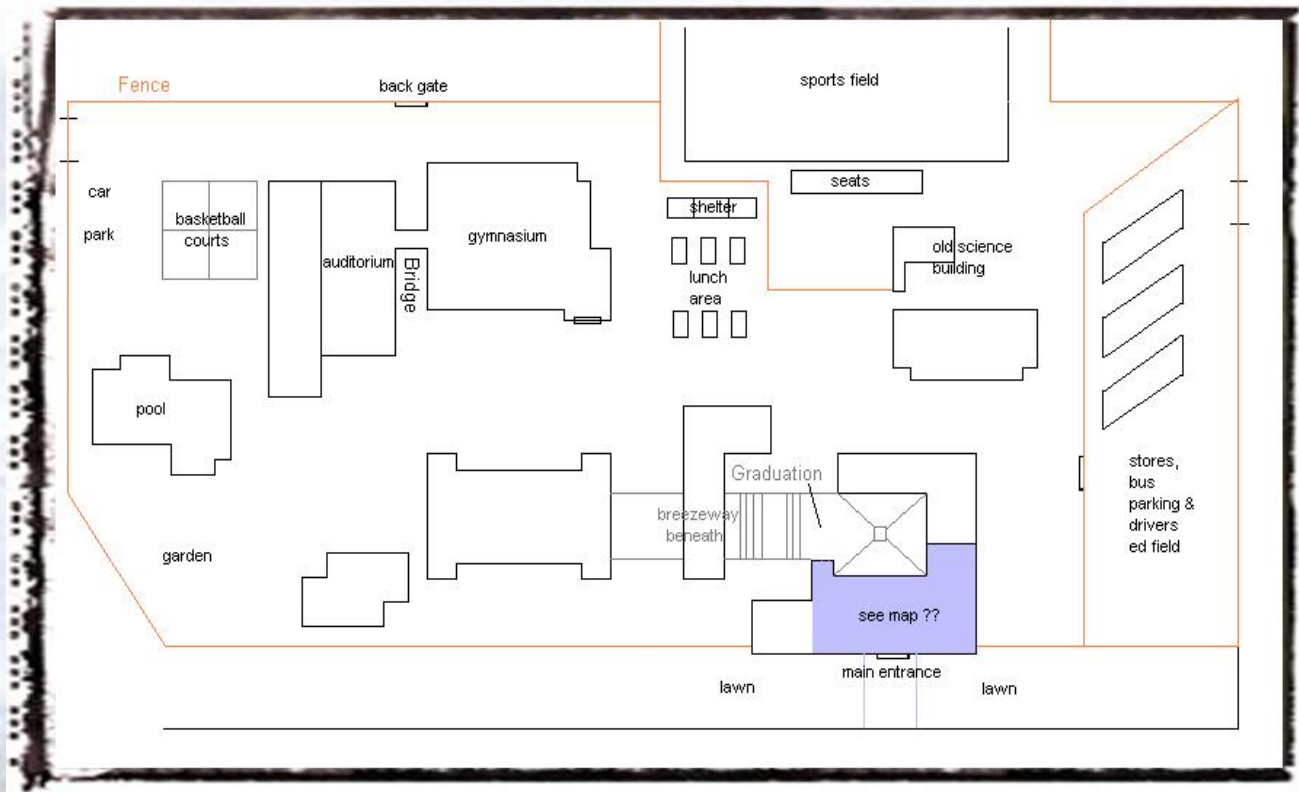 sports field
Fence
back gate
seats
car
shelter
basketball
park
courts
gymnasium
old science
building
auditorium
Bridge
lunch
area
pool
stores,
bus
parking &
drivers
ed field
Graduation
breezeway
beneath
garden
see map ??
main entrance
lawn
lawn